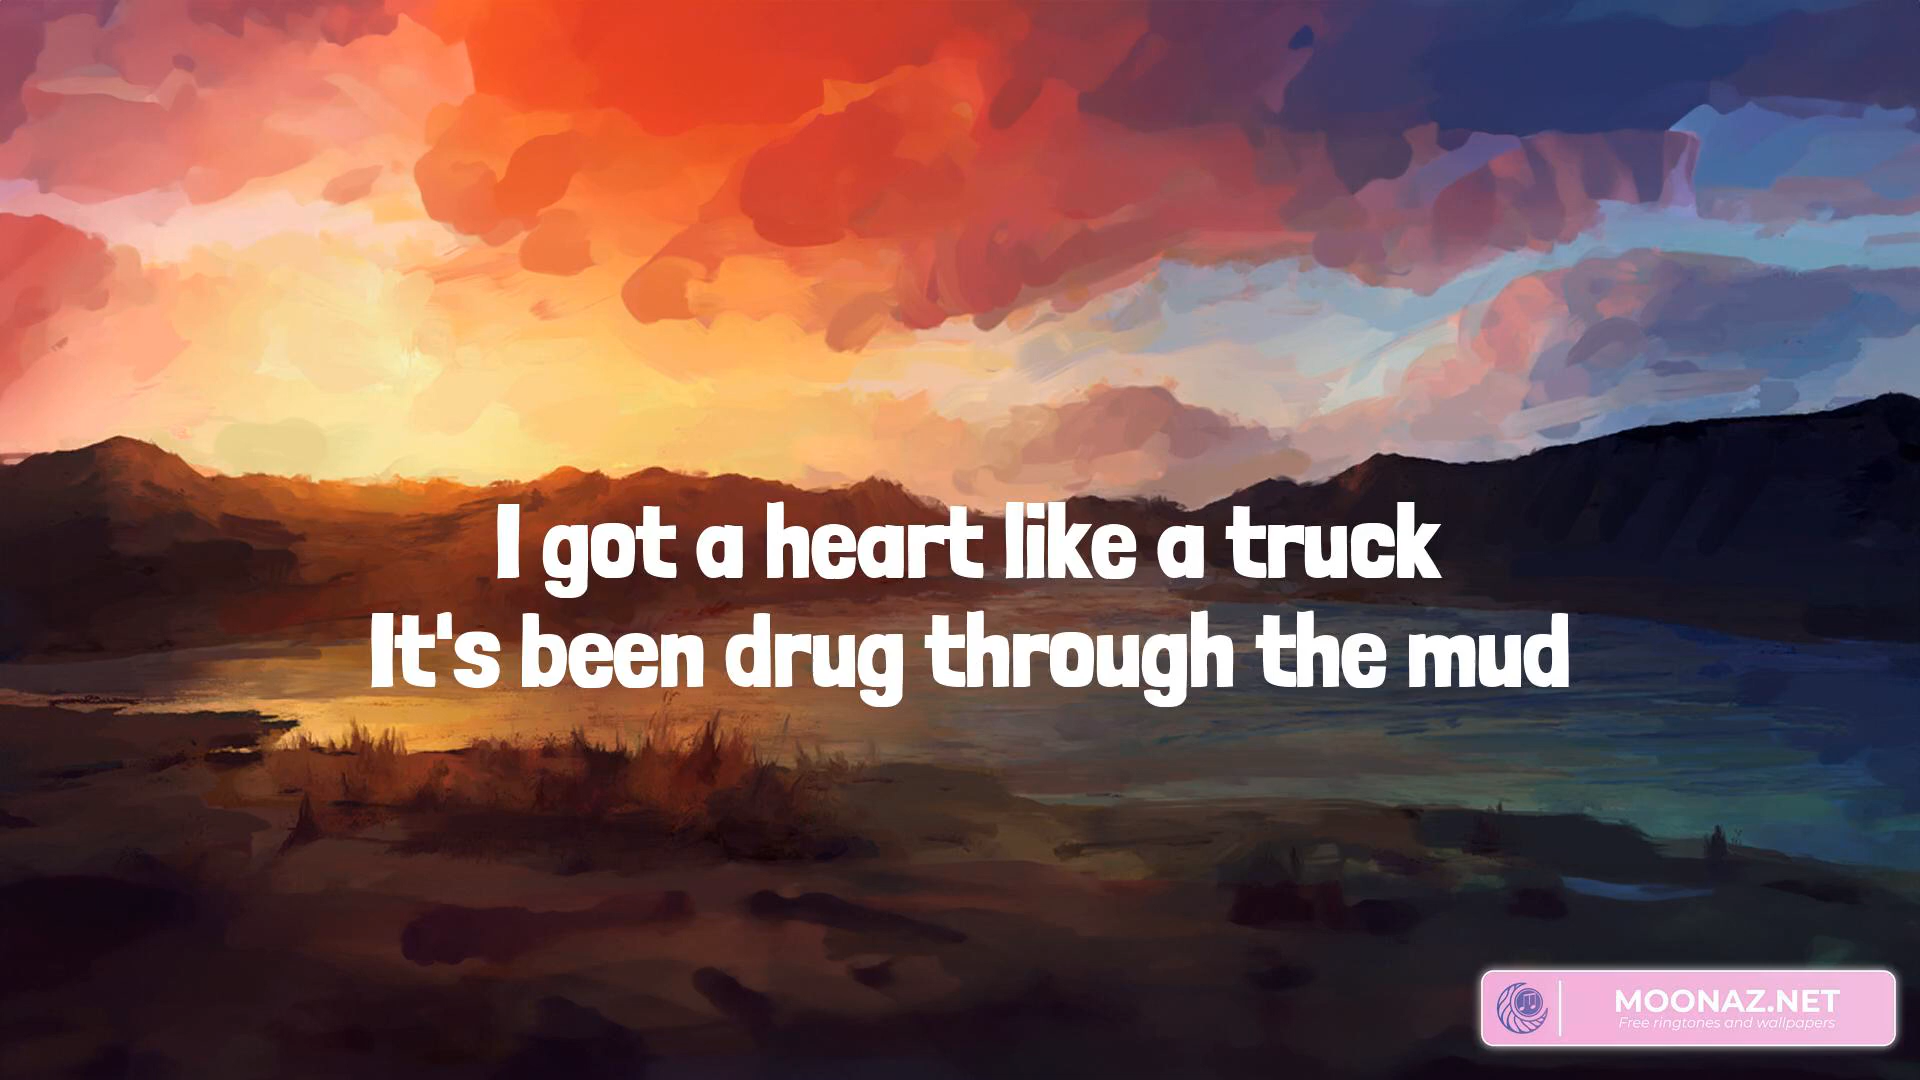 I got a heart like a truck
It's been drug through the mud
MOONAZ.NET
Free ringtones and wallpapers